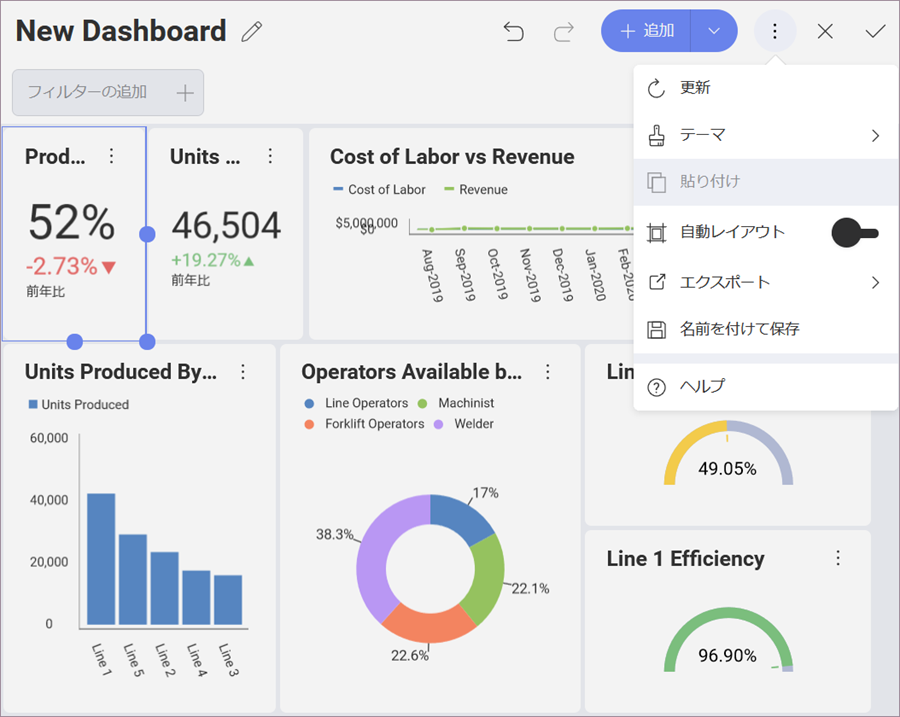 New Dashboard
追加
フィルターの追加
更新
テーマ
貼り付け
自動レイアウト
エクスポート
名前を付けて保存
ヘルプ
Prod...
52%
-2.73%
前年比
Units ...
46,504
+19.27%
前年比
Cost of Labor vs Revenue
Cost of Labor Revenue
$5,000,000
$0
Aug-2019
Sep-2019
Oct-2019
Nov-2019
Dec-2019
Jan-2020
Feb-202
Units Produced By...
Units Produced
60,000
40,000
20,000
0
Line 1
Line 5
Line 2
Line 4
Line 3
Operators Available b...
Line Operators Machinist
Forklift Operators Welder
17%
38.3%
22.1%
22.6%
Lin
49.05%
Line 1 Efficiency
96.90%